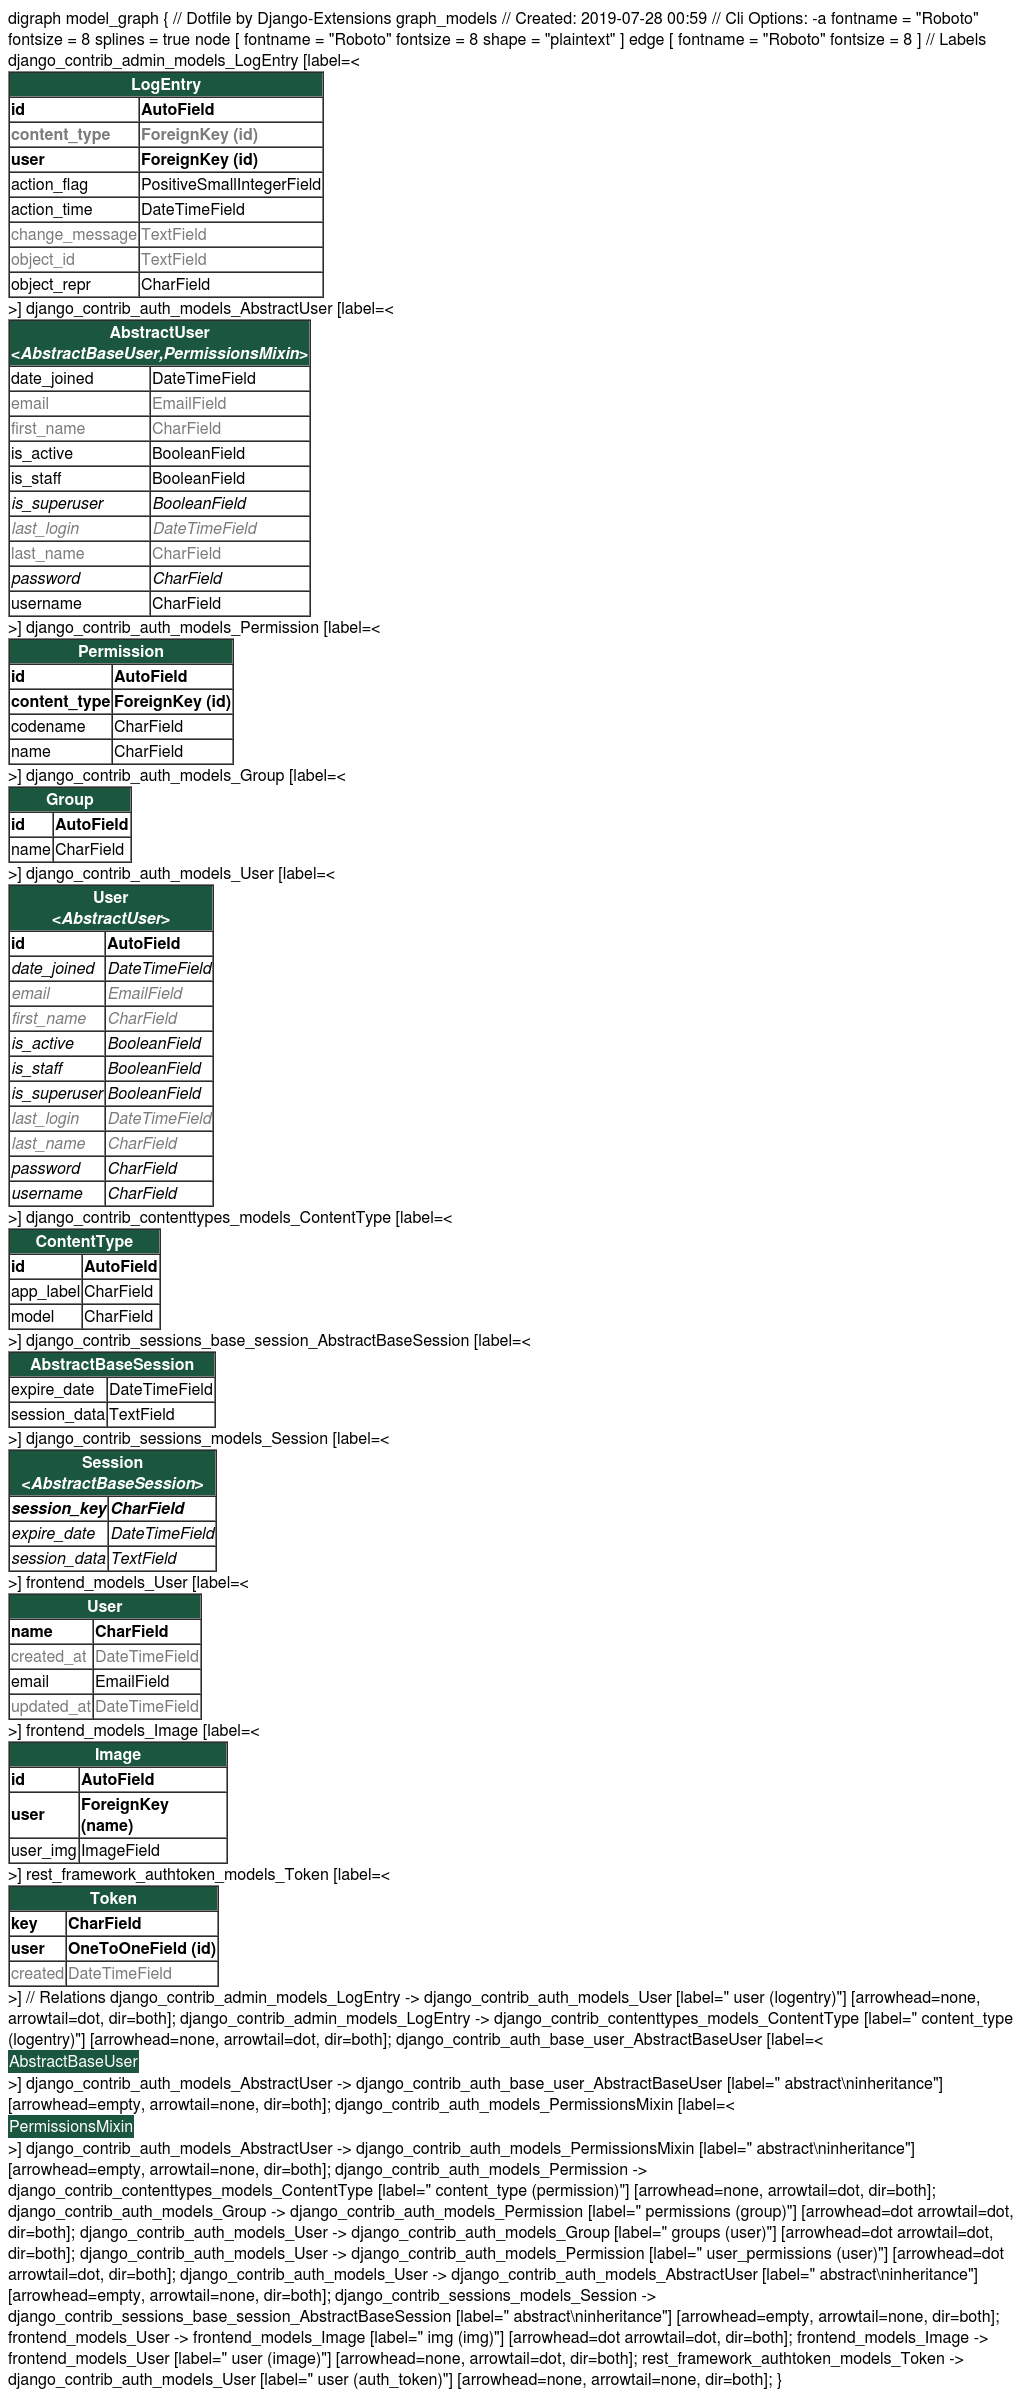 digraph model_graph { // Dotfile by Django-Extensions graph_models // Created: 2019-07-28 00:59 // Cli Options: -a fontname = "Roboto"
fontsize = 8 splines = true node [ fontname = "Roboto" fontsize = 8 shape = "plaintext" ] edge [ fontname = "Roboto" fontsize = 8 ] // Labels
django_contrib_admin_models_LogEntry [label=<
LogEntry
id AutoField
content_type ForeignKey (id)
user ForeignKey (id)
action_flag PositiveSmallIntegerField
action_time DateTimeField
change_message TextField
object_id TextField
object_repr CharField
>] django_contrib_auth_models_AbstractUser [label=<
AbstractUser
<AbstractBaseUser,PermissionsMixin>
date_joined DateTimeField
email EmailField
first_name CharField
is_active BooleanField
is_staff BooleanField
is_superuser BooleanField
last_login DateTimeField
last_name CharField
password CharField
username CharField
>] django_contrib_auth_models_Permission [label=<
Permission
id AutoField
content_type ForeignKey (id)
codename CharField
name CharField
>] django_contrib_auth_models_Group [label=<
Group
id AutoField
name CharField
>] django_contrib_auth_models_User [label=<
User
<AbstractUser>
id AutoField
date_joined DateTimeField
email EmailField
first_name CharField
is_active BooleanField
is_staff BooleanField
is_superuser BooleanField
last_login DateTimeField
last_name CharField
password CharField
username CharField
>] django_contrib_contenttypes_models_ContentType [label=<
ContentType
id AutoField
app_label CharField
model CharField
>] django_contrib_sessions_base_session_AbstractBaseSession [label=<
AbstractBaseSession
expire_date DateTimeField
session_data TextField
>] django_contrib_sessions_models_Session [label=<
Session
<AbstractBaseSession>
session_key CharField
expire_date DateTimeField
session_data TextField
>] frontend_models_User [label=<
User
name CharField
created_at DateTimeField
email EmailField
updated_at DateTimeField
>] frontend_models_Image [label=<
Image
id AutoField
user ForeignKey
(name)
user_img ImageField
>] rest_framework_authtoken_models_Token [label=<
Token
key CharField
user OneToOneField (id)
created DateTimeField
>] // Relations django_contrib_admin_models_LogEntry -> django_contrib_auth_models_User [label=" user (logentry)"] [arrowhead=none,
arrowtail=dot, dir=both]; django_contrib_admin_models_LogEntry -> django_contrib_contenttypes_models_ContentType [label=" content_type
(logentry)"] [arrowhead=none, arrowtail=dot, dir=both]; django_contrib_auth_base_user_AbstractBaseUser [label=<
AbstractBaseUser
>] django_contrib_auth_models_AbstractUser -> django_contrib_auth_base_user_AbstractBaseUser [label=" abstract\ninheritance"]
[arrowhead=empty, arrowtail=none, dir=both]; django_contrib_auth_models_PermissionsMixin [label=<
PermissionsMixin
>] django_contrib_auth_models_AbstractUser -> django_contrib_auth_models_PermissionsMixin [label=" abstract\ninheritance"]
[arrowhead=empty, arrowtail=none, dir=both]; django_contrib_auth_models_Permission ->
django_contrib_contenttypes_models_ContentType [label=" content_type (permission)"] [arrowhead=none, arrowtail=dot, dir=both];
django_contrib_auth_models_Group -> django_contrib_auth_models_Permission [label=" permissions (group)"] [arrowhead=dot arrowtail=dot,
dir=both]; django_contrib_auth_models_User -> django_contrib_auth_models_Group [label=" groups (user)"] [arrowhead=dot arrowtail=dot,
dir=both]; django_contrib_auth_models_User -> django_contrib_auth_models_Permission [label=" user_permissions (user)"] [arrowhead=dot
arrowtail=dot, dir=both]; django_contrib_auth_models_User -> django_contrib_auth_models_AbstractUser [label=" abstract\ninheritance"]
[arrowhead=empty, arrowtail=none, dir=both]; django_contrib_sessions_models_Session ->
django_contrib_sessions_base_session_AbstractBaseSession [label=" abstract\ninheritance"] [arrowhead=empty, arrowtail=none, dir=both];
frontend_models_User -> frontend_models_Image [label=" img (img)"] [arrowhead=dot arrowtail=dot, dir=both]; frontend_models_Image ->
frontend_models_User [label=" user (image)"] [arrowhead=none, arrowtail=dot, dir=both]; rest_framework_authtoken_models_Token ->
django_contrib_auth_models_User [label=" user (auth_token)"] [arrowhead=none, arrowtail=none, dir=both]; }